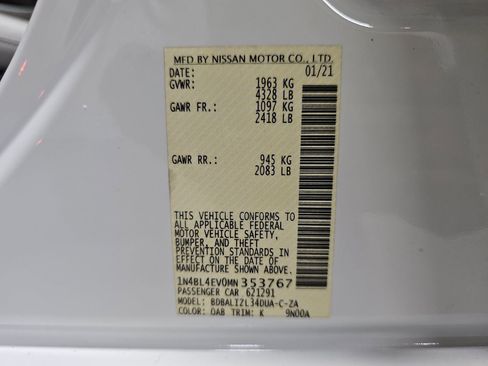 MFD BY NISSAN MOTOR CO., LTD.
DATE: 01/21
GVWR: 1963 KG
4328 LB
GAWR FR.: 1097 KG
2418 LB
GAWR RR.: 945 KG
2083 LB
THIS VEHICLE CONFORMS TO
ALL APPLICABLE FEDERAL
MOTOR VEHICLE SAFETY,
BUMPER, AND THEFT
PREVENTION STANDARDS
IN EFFECT ON THE DATE OF
MANUFACTURE SHOWN ABOVE.
1N4BL4EV0MN353767
PASSENGER CAR 621291
MODEL: BDBALIZL34DUA-C-ZA
COLOR: QAB TRIM: K 9N00A